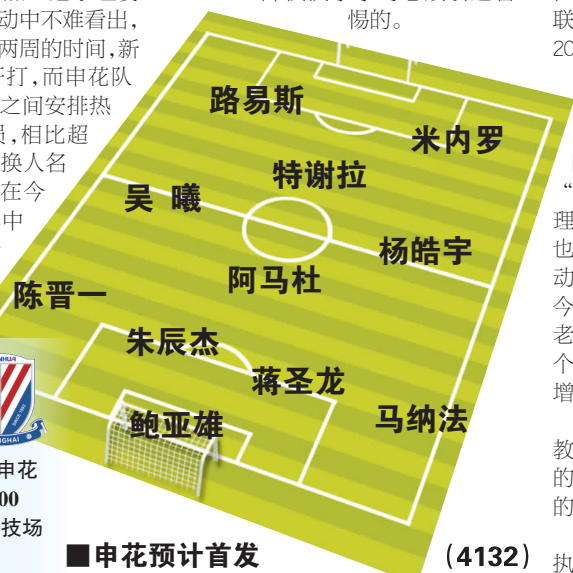 动中不难看出,
两周的时间,新
开打,而申花队
之间安排热
员,相比超
换人名
在今
中
惕的。
联
20
“
理
也
动
今
老
个
增
教
的
的
执
路易斯
米内罗
特谢拉
吴曦
杨皓宇
阿马杜
陈晋一
朱辰杰
蒋圣龙
马纳法
鲍亚雄
SINCE 1993
申花
00
技场
■申花预计首发 (4132)